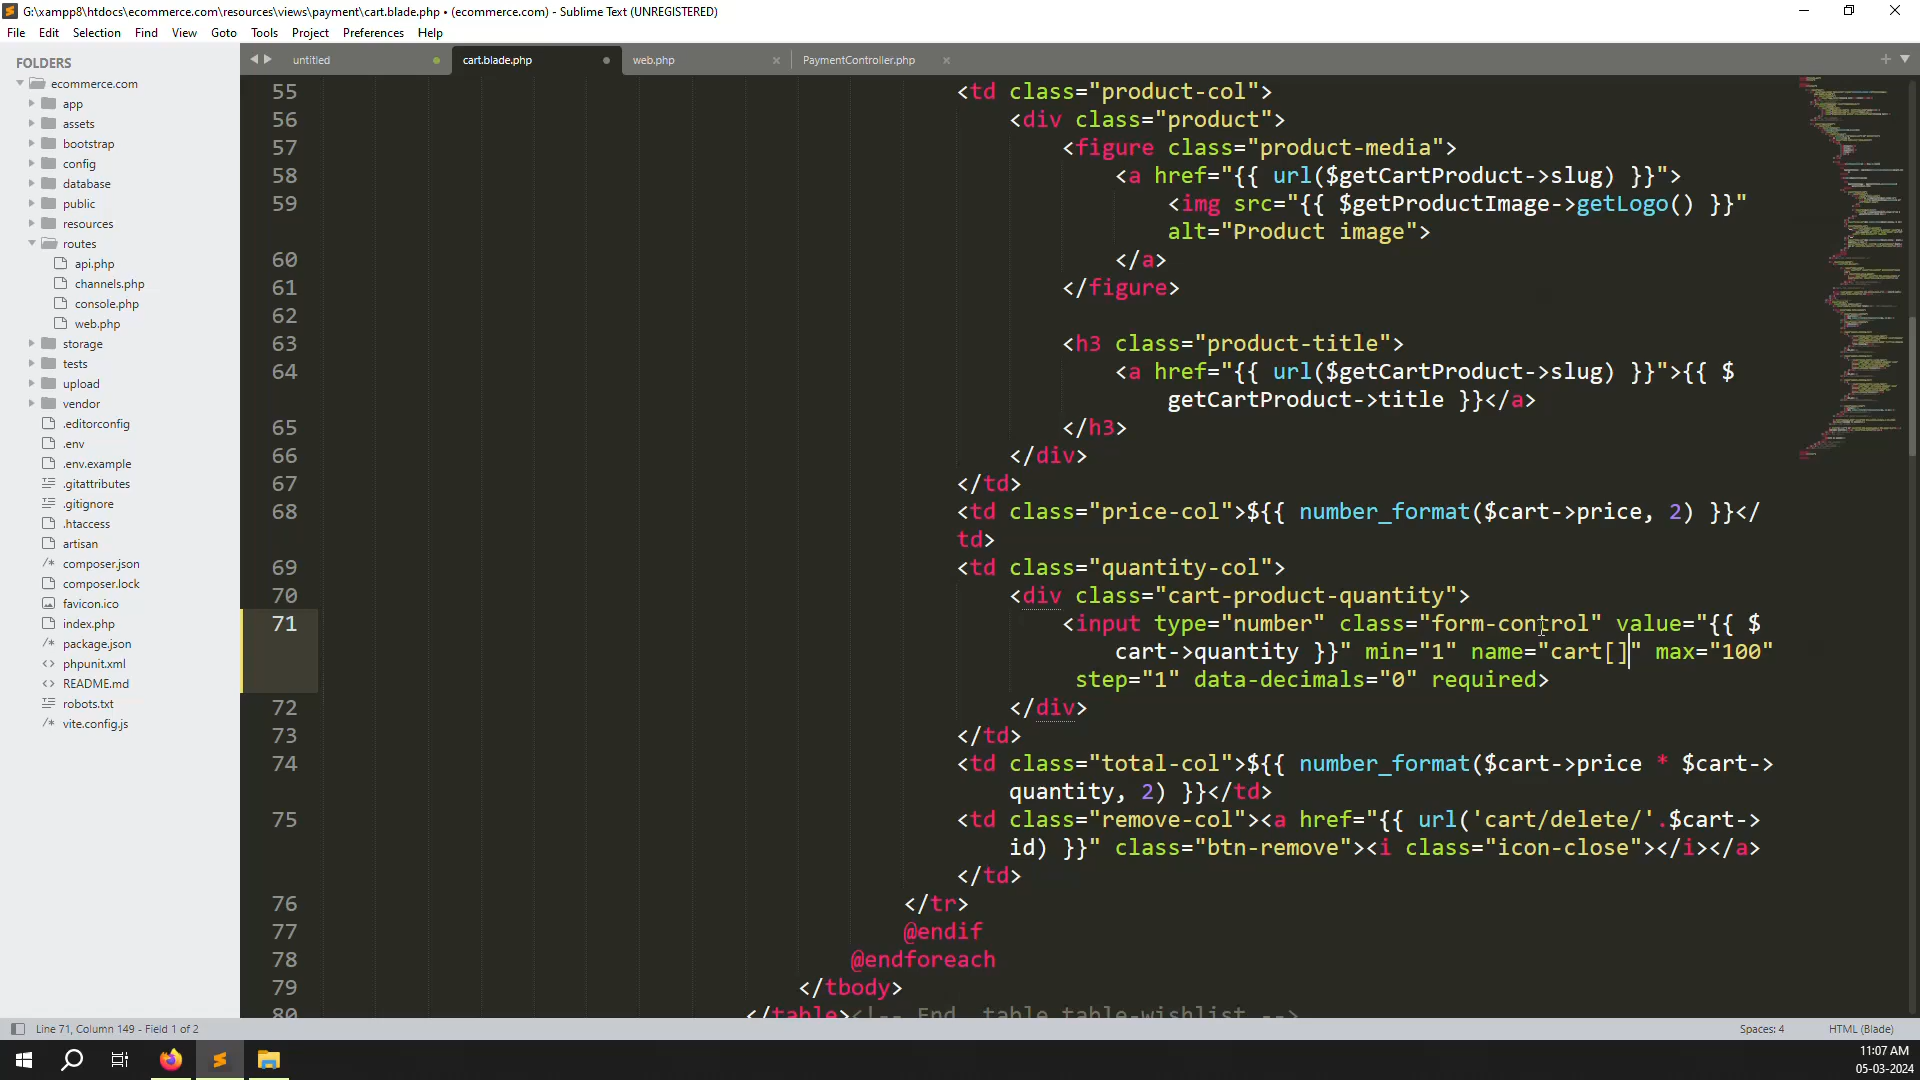 G:\xampp8\htdocs\ecommerce.com\resources\views\payment\cart.blade.php • (ecommerce.com) - Sublime Text (UNREGISTERED)
File Edit Selection Find View Goto Tools Project Preferences Help
FOLDERS
ecommerce.com
app
assets
bootstrap
config
database
public
resources
routes
api.php
channels.php
console.php
web.php
storage
tests
upload
vendor
.editorconfig
.env
.env.example
.gitattributes
.gitignore
.htaccess
artisan
composer.json
composer.lock
favicon.ico
index.php
package.json
phpunit.xml
README.md
robots.txt
vite.config.js
untitled cart.blade.php web.php PaymentController.php
55 <td class="product-col">
56 <div class="product">
57 <figure class="product-media">
58 <a href="{{ url($getCartProduct->slug) }}">
59 <img src="{{ $getProductImage->getLogo() }}"
alt="Product image">
60 </a>
61 </figure>
62
63 <h3 class="product-title">
64 <a href="{{ url($getCartProduct->slug) }}">{{ $
getCartProduct->title }}</a>
65 </h3>
66 </div>
67 </td>
68 <td class="price-col">${{ number_format($cart->price, 2) }}</
td>
69 <td class="quantity-col">
70 <div class="cart-product-quantity">
71 <input type="number" class="form-control" value="{{ $
cart->quantity }}" min="1" name="cart[]" max="100"
step="1" data-decimals="0" required>
72 </div>
73 </td>
74 <td class="total-col">${{ number_format($cart->price * $cart->
quantity, 2) }}</td>
75 <td class="remove-col"><a href="{{ url('cart/delete/'.$cart->
id) }}" class="btn-remove"><i class="icon-close"></i></a>
</td>
76 </tr>
77 @endif
78 @endforeach
79 </tbody>
80 </table><!-- End .table table-wishlist -->
Line 71, Column 149 - Field 1 of 2 Spaces: 4 HTML (Blade)
11:07 AM
05-03-2024